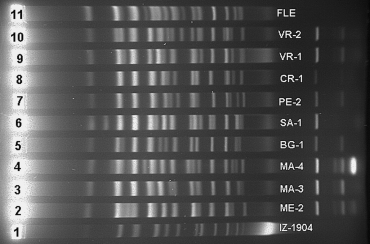 11 FLE
10 VR-2
9 VR-1
8 CR-1
7 PE-2
6 SA-1
5 BG-1
4 MA-4
3 MA-3
2 ME-2
1 IZ-1904